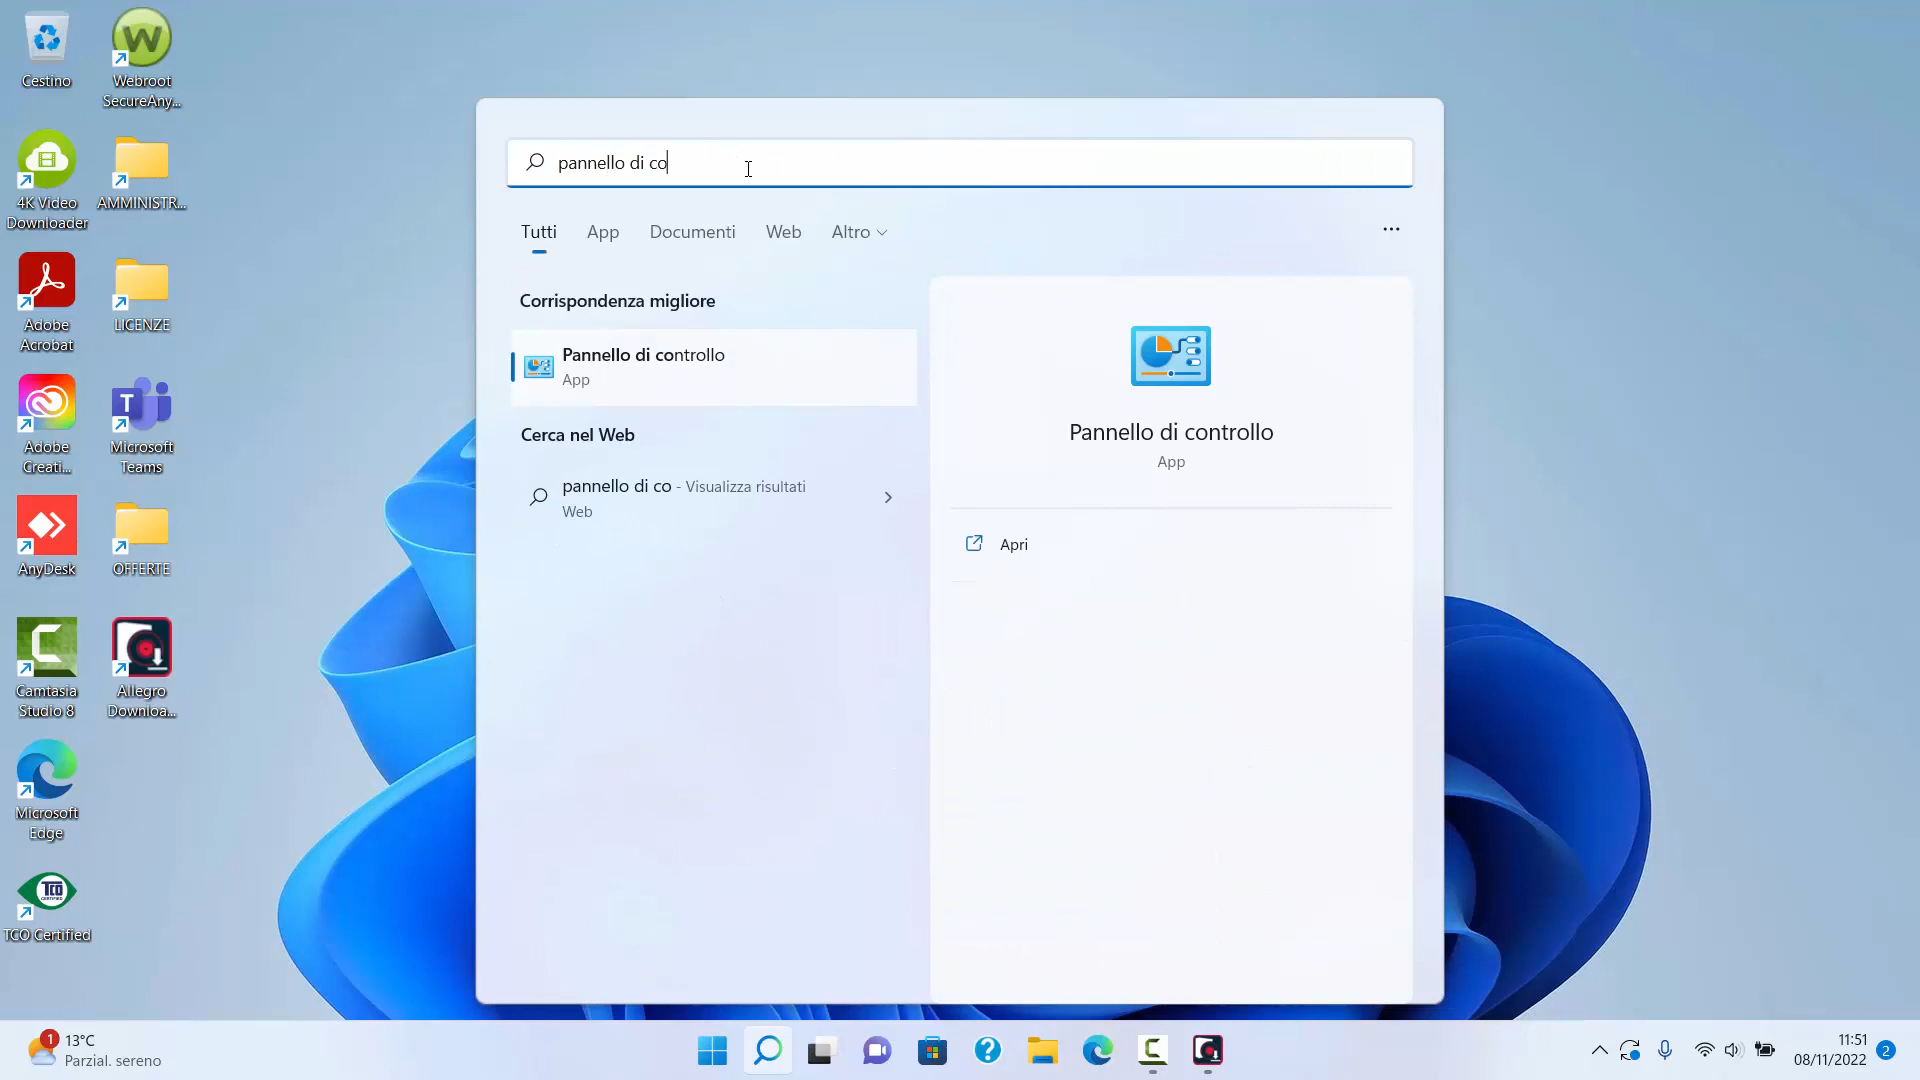 Cestino
Webroot
SecureAny...
4K Video
Downloader
AMMINISTR...
Adobe
Acrobat
LICENZE
Adobe
Creati...
Microsoft
Teams
AnyDesk
OFFERTE
Camtasia
Studio 8
Allegro
Downloa...
Microsoft
Edge
TCO Certified
pannello di co
Tutti App Documenti Web Altro
Corrispondenza migliore
Pannello di controllo
App
Cerca nel Web
pannello di co - Visualizza risultati
Web
Pannello di controllo
App
Apri
1
13°C
Parzial. sereno
11:51
08/11/2022
2